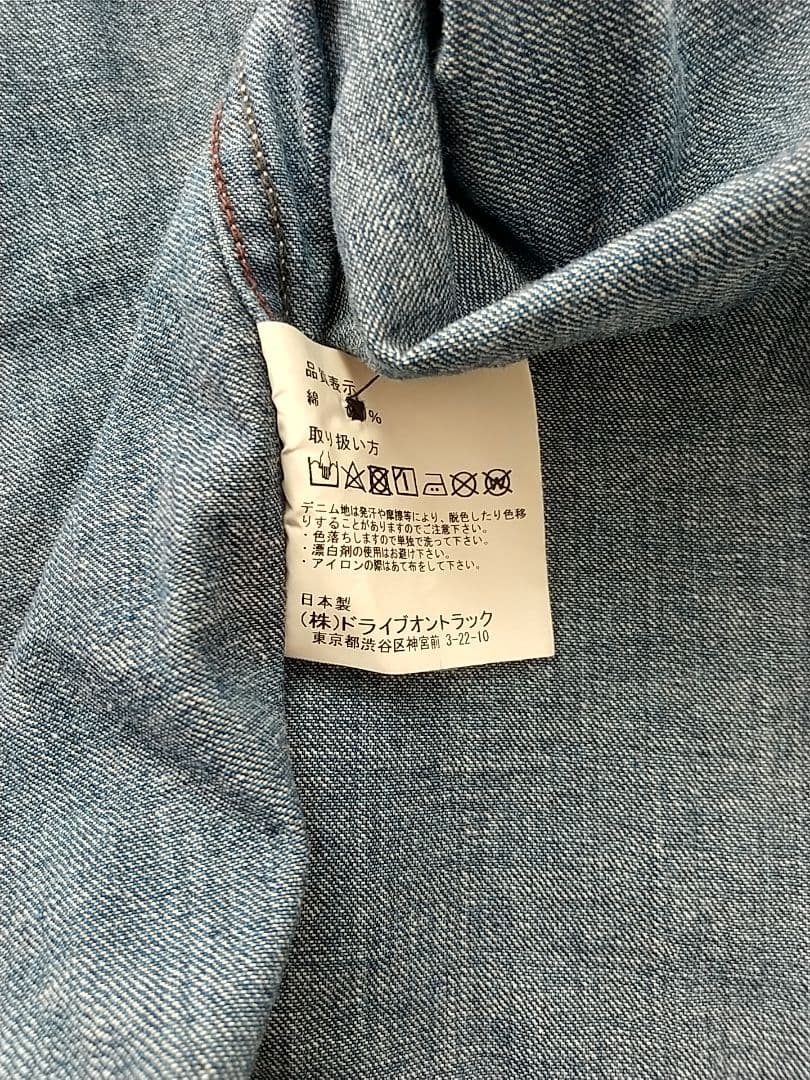 品質表示
綿 %
取り扱い方
デニム地は発汗や摩擦等により、脱色したり色移
りすることがありますのでご注意下さい。
・色落ちしますので単独で洗って下さい。
・漂白剤の使用はお避け下さい。
・アイロンの際はあて布をして下さい。
日本製
(株)ドライブオントラック
東京都渋谷区神宮前 3-22-10